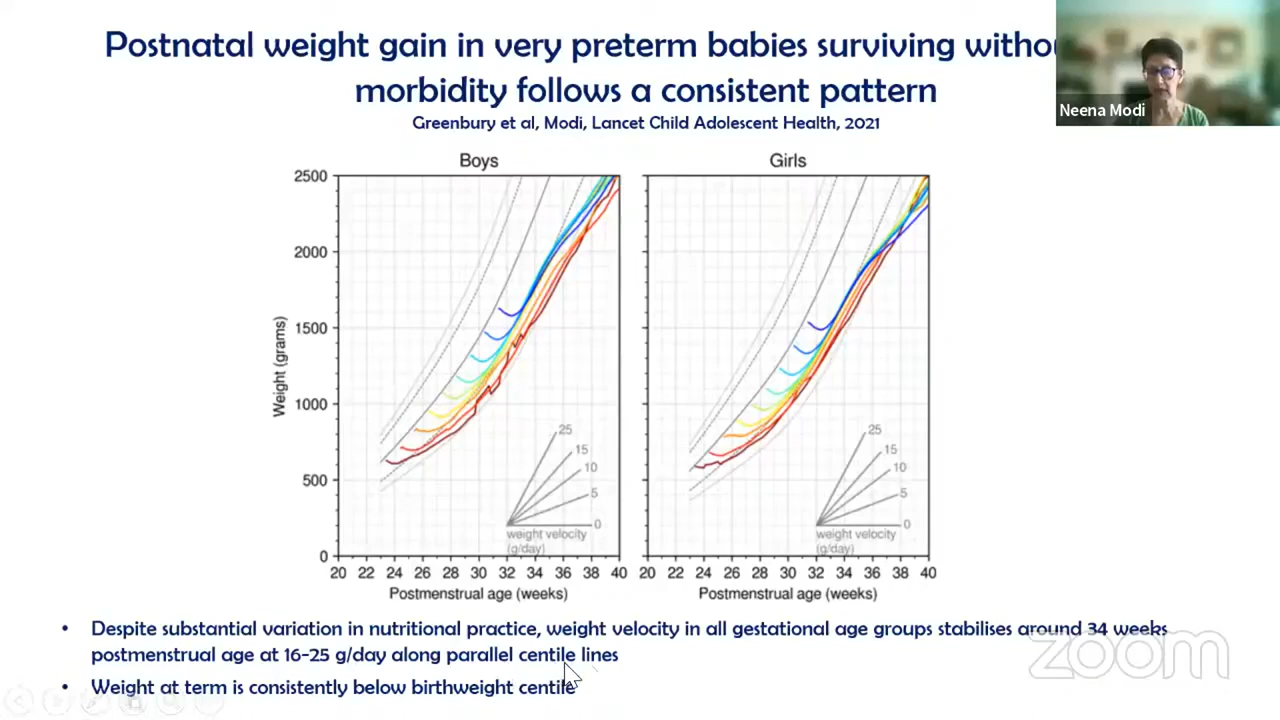 Postnatal weight gain in very preterm babies surviving
morbidity follows a consistent pattern
Greenbury et al, Modi, Lancet Child Adolescent Health, 2021
Neena Modi
Boys
Girls
2500
2000
1500
1000
500
0
Weight (grams)
25
15
10
5
0
weight velocity
(g/day)
25
15
10
5
0
weight velocity
(g/day)
20 22 24 26 28 30 32 34 36 38 40
20 22 24 26 28 30 32 34 36 38 40
Postmenstrual age (weeks)
Postmenstrual age (weeks)
• Despite substantial variation in nutritional practice, weight velocity in all gestational age groups stabilises around 34 weeks
postmenstrual age at 16-25 g/day along parallel centile lines
• Weight at term is consistently below birthweight centile
zoom